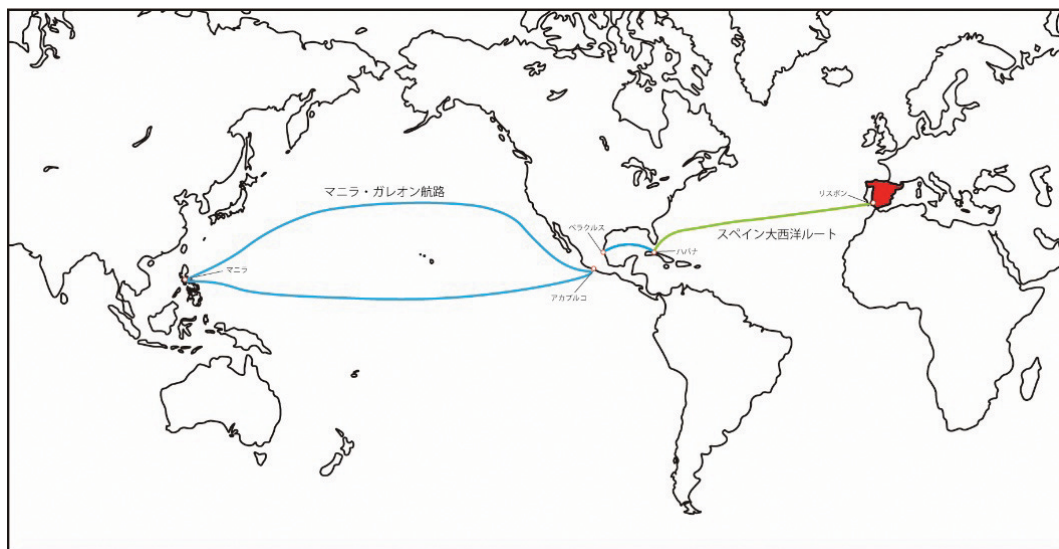 マニラ・ガレオン航路
リスボン
ベラクルス
スペイン大西洋ルート
ハバナ
マニラ
アカプルコ